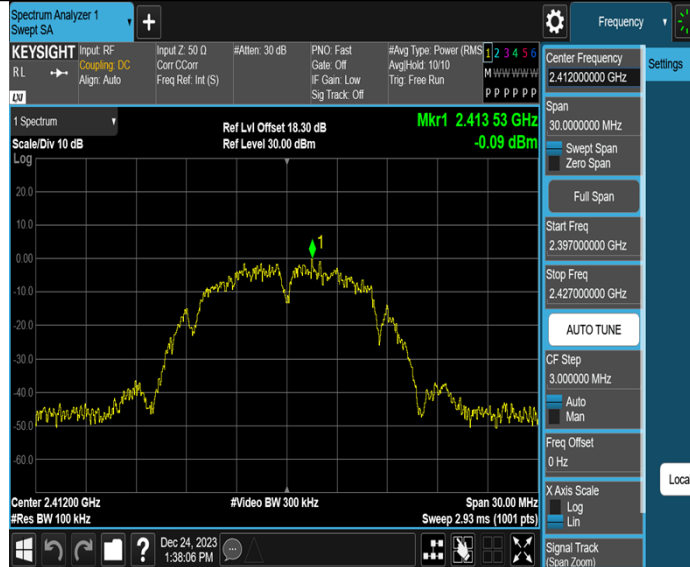 Spectrum Analyzer 1
Swept SA
+
Frequency
KEYSIGHT
RL
LXI
Input: RF
Coupling: DC
Align: Auto
Input Z: 50 Ω
Corr CCorr
Freq Ref: Int (S)
#Atten: 30 dB
PNO: Fast
Gate: Off
IF Gain: Low
Sig Track: Off
#Avg Type: Power (RMS
Avg|Hold: 10/10
Trig: Free Run
1 2 3 4 5 6
M W W W W W
P P P P P P
1 Spectrum
Scale/Div 10 dB
Ref Lvl Offset 18.30 dB
Ref Level 30.00 dBm
Mkr1 2.413 53 GHz
-0.09 dBm
Log
20.0
10.0
0.00
-10.0
-20.0
-30.0
-40.0
-50.0
-60.0
1
Center 2.41200 GHz
#Res BW 100 kHz
#Video BW 300 kHz
Span 30.00 MHz
Sweep 2.93 ms (1001 pts)
Dec 24, 2023
1:38:06 PM
?
Center Frequency
2.412000000 GHz
Span
30.0000000 MHz
Swept Span
Zero Span
Full Span
Start Freq
2.397000000 GHz
Stop Freq
2.427000000 GHz
AUTO TUNE
CF Step
3.000000 MHz
Auto
Man
Freq Offset
0 Hz
X Axis Scale
Log
Lin
Signal Track
(Span Zoom)
Settings
Loca